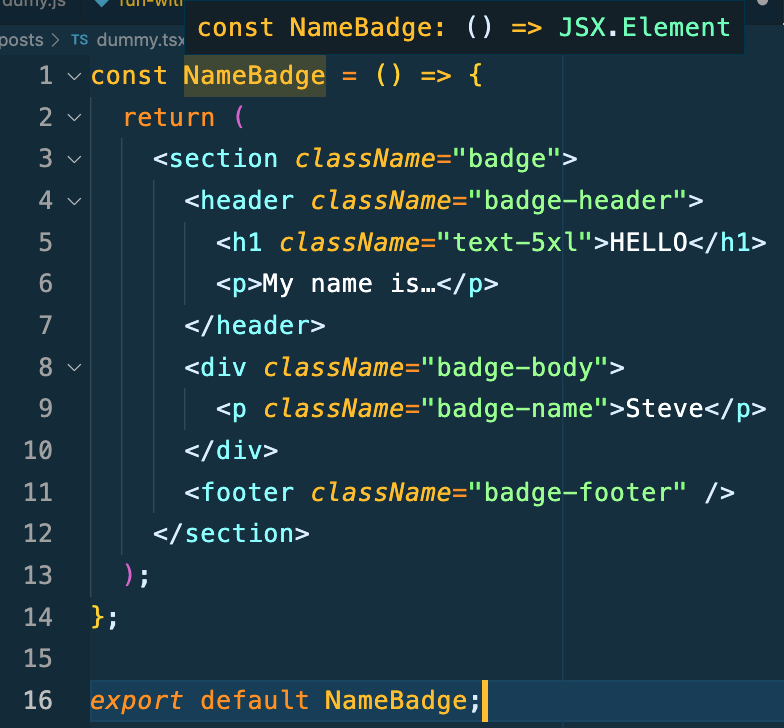 dumy.js fun-with
const NameBadge: () => JSX.Element
posts > TS dummy.tsx
1 const NameBadge = () => {
2 return (
3 <section className="badge">
4 <header className="badge-header">
5 <h1 className="text-5xl">HELLO</h1>
6 <p>My name is…</p>
7 </header>
8 <div className="badge-body">
9 <p className="badge-name">Steve</p>
10 </div>
11 <footer className="badge-footer" />
12 </section>
13 );
14 };
15
16 export default NameBadge;